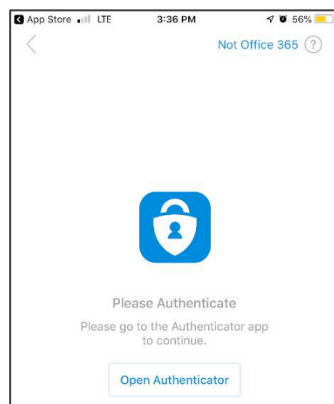 App Store LTE 3:36 PM 56%
Not Office 365 ?
Please Authenticate
Please go to the Authenticator app
to continue.
Open Authenticator